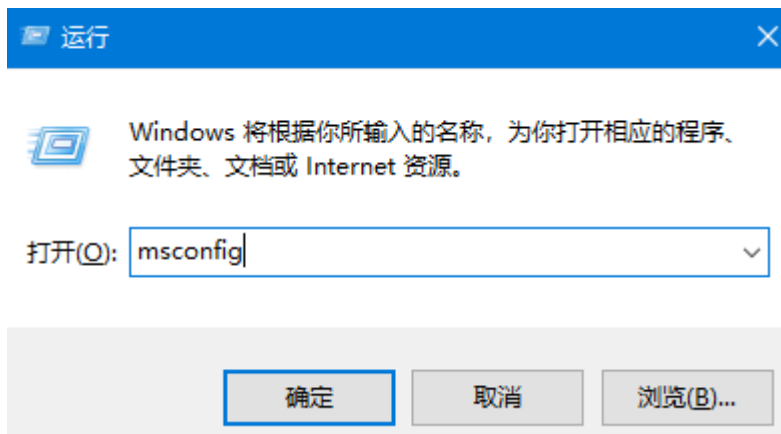 运行
Windows 将根据你所输入的名称，为你打开相应的程序、
文件夹、文档或 Internet 资源。
打开(O): msconfig
确定 取消 浏览(B)...